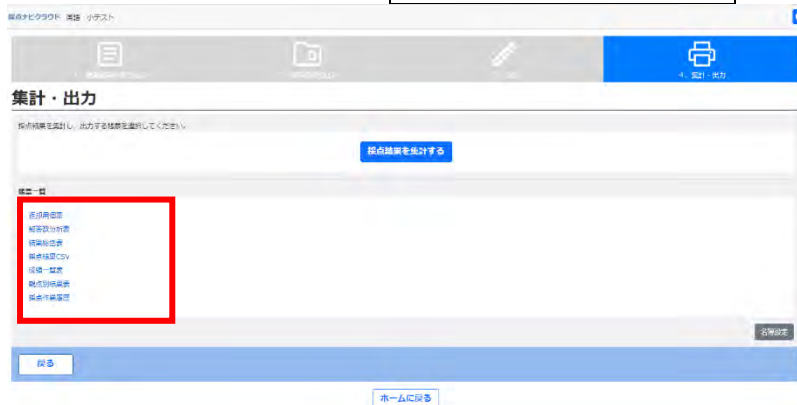 採点ナビクラウド 英語 小テスト
4. 集計・出力
集計・出力
採点結果を集計し、出力する帳票を選択してください。
採点結果を集計する
帳票一覧
返却用個票
解答欄分析表
結果総括表
採点結果CSV
成績一覧表
観点別結果表
採点作業履歴
名簿設定
戻る
ホームに戻る